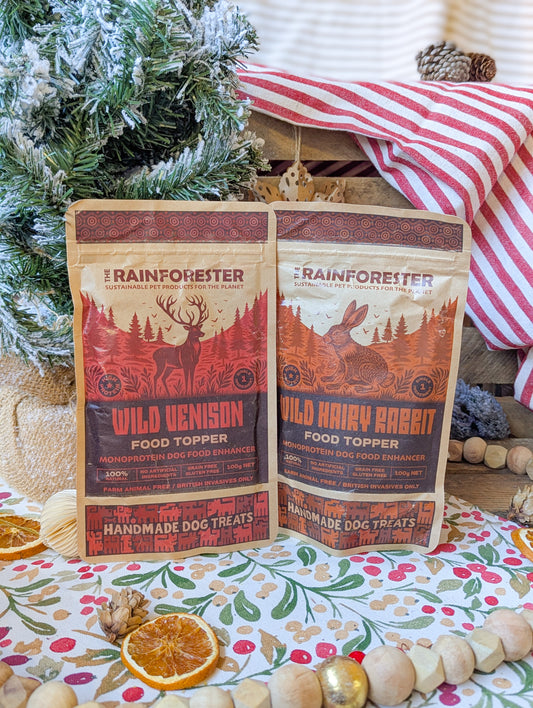 THE RAINFORESTER
SUSTAINABLE PET PRODUCTS FOR THE PLANET
WILD VENISON
FOOD TOPPER
MONOPROTEIN DOG FOOD ENHANCER
100% NATURAL
NO ARTIFICIAL INGREDIENTS
GRAIN FREE GLUTEN FREE
100g NET
FARM ANIMAL FREE / BRITISH INVASIVES ONLY
HANDMADE DOG TREATS
THE RAINFORESTER
SUSTAINABLE PET PRODUCTS FOR THE PLANET
WILD HAIRY RABBIT
FOOD TOPPER
MONOPROTEIN DOG FOOD ENHANCER
100%
NO ARTIFICIAL INGREDIENTS
GRAIN FREE GLUTEN FREE
100g NET
FARM ANIMAL FREE / BRITISH INVASIVES ONLY
HANDMADE DOG TREATS